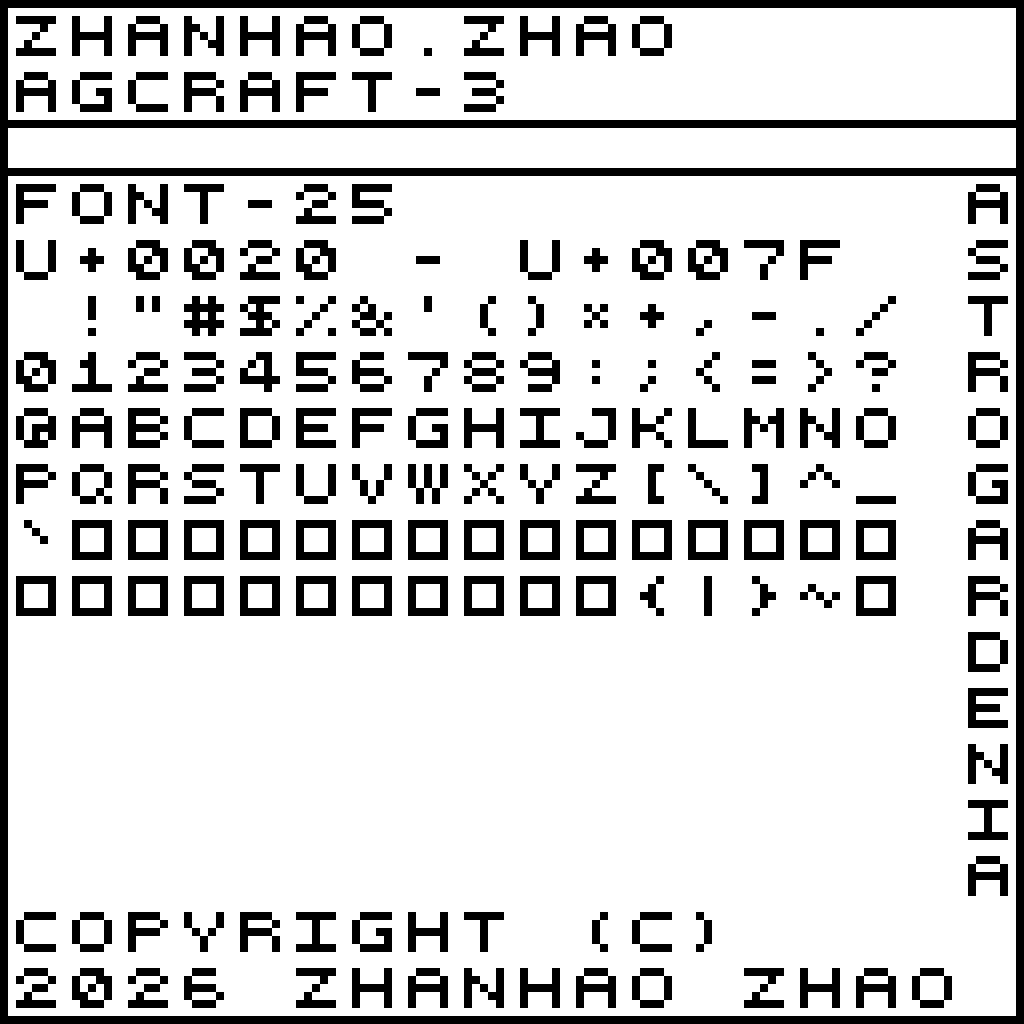 ZHANHAO.ZHAO
AGCRAFT-3
FONT-25
U+0020 - U+007F
 !"#$%&'()×+,-./
0123456789:;<=>?
@ABCDEFGHIJKLMNO
PQRSTUVWXYZ[\]^_
`□□□□□□□□□□□□□□□
□□□□□□□□□□□{|}~□
COPYRIGHT (C)
2026 ZHANHAO ZHAO
ASTROGARDENIA